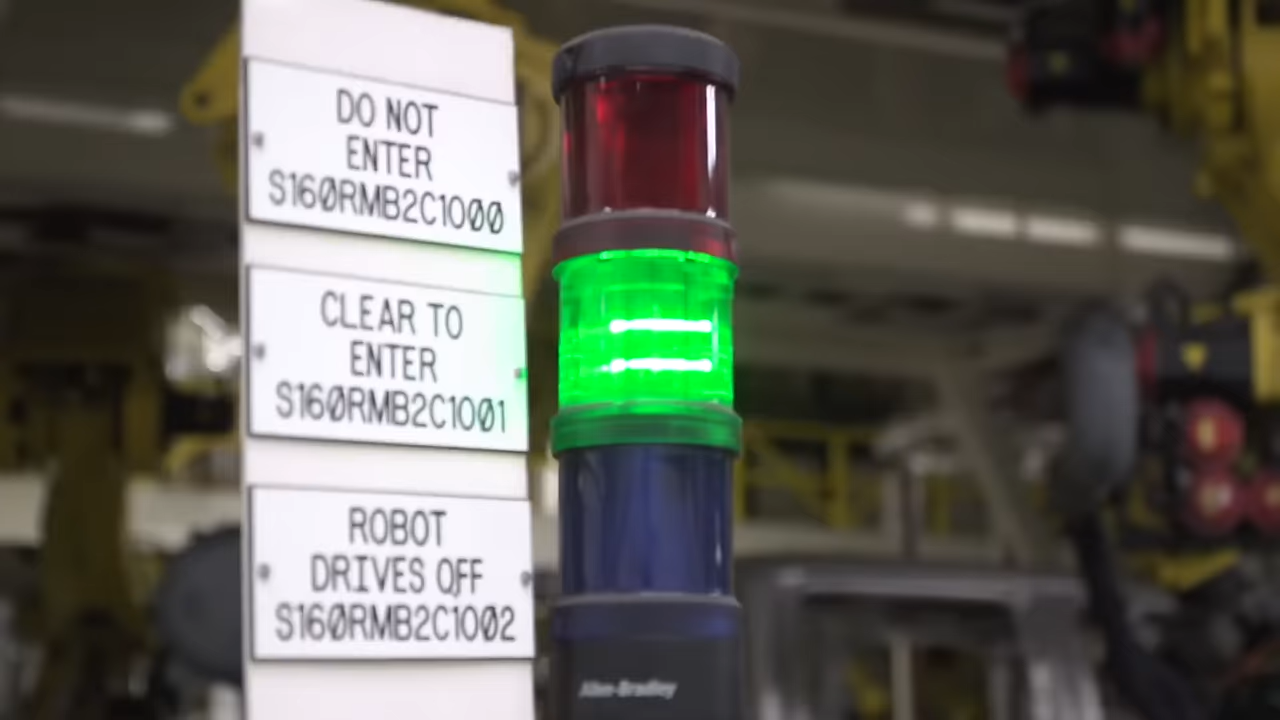 DO NOT
ENTER
S160RMB2C1000
CLEAR TO
ENTER
S160RMB2C1001
ROBOT
DRIVES OFF
S160RMB2C1002
Allen-Bradley